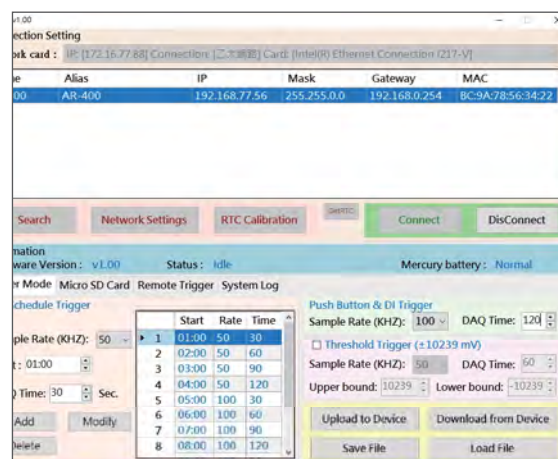 v1.00
ection Setting
ork card : IP: [172.16.77.88] Connection: [乙太網路] Card: [Intel(R) Ethernet Connection I217-V]
e Alias IP Mask Gateway MAC
00 AR-400 192.168.77.56 255.255.0.0 192.168.0.254 BC:9A:78:56:34:22
Search Network Settings RTC Calibration Connect DisConnect
mation
ware Version : v1.00 Status : Idle Mercury battery : Normal
er Mode Micro SD Card Remote Trigger System Log
chedule Trigger
ple Rate (KHZ): 50
t : 01:00
Q Time: 30 Sec.
Add Modify
Delete
Start Rate Time
1 01:00 50 30
2 02:00 50 60
3 03:00 50 90
4 04:00 50 120
5 05:00 100 30
6 06:00 100 60
7 07:00 100 90
8 08:00 100 120
Push Button & DI Trigger
Sample Rate (KHZ): 100 DAQ Time: 120
Threshold Trigger (±10239 mV)
Sample Rate (KHZ): 50 DAQ Time: 60
Upper bound: 10239 Lower bound: -10239
Upload to Device Download from Device
Save File Load File